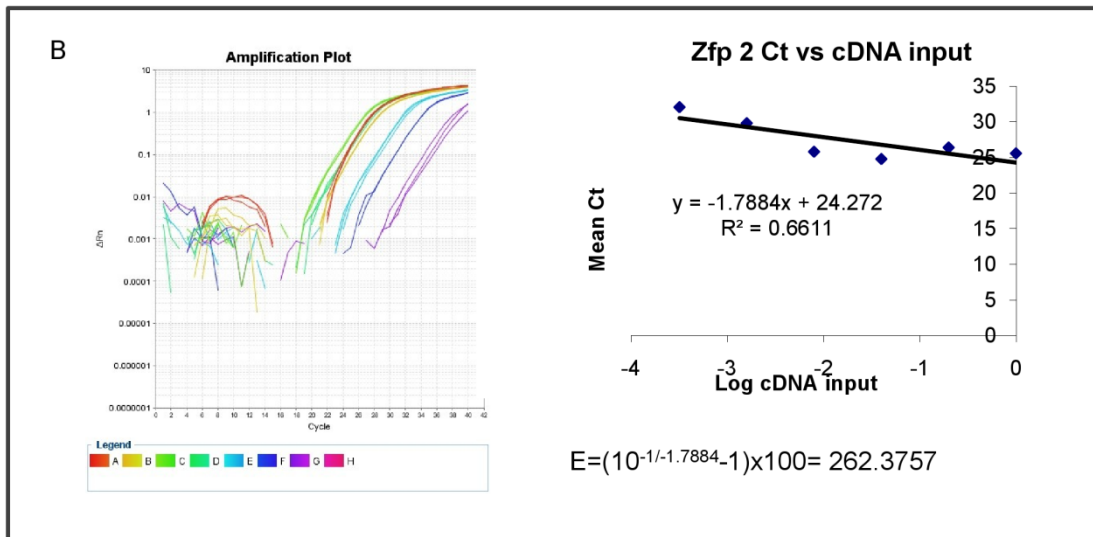 B
Amplification Plot
10
1
0.1
0.01
0.001
0.0001
0.00001
0.000001
0.0000001
ΔRn
0 2 4 6 8 10 12 14 16 18 20 22 24 26 28 30 32 34 36 38 40 42
Cycle
Legend
A B C D E F G H
Zfp 2 Ct vs cDNA input
35
30
25
20
15
10
5
0
Mean Ct
y = -1.7884x + 24.272
R² = 0.6611
-4 -3 -2 -1 0
Log cDNA input
E=(10^-1/-1.7884-1)x100= 262.3757